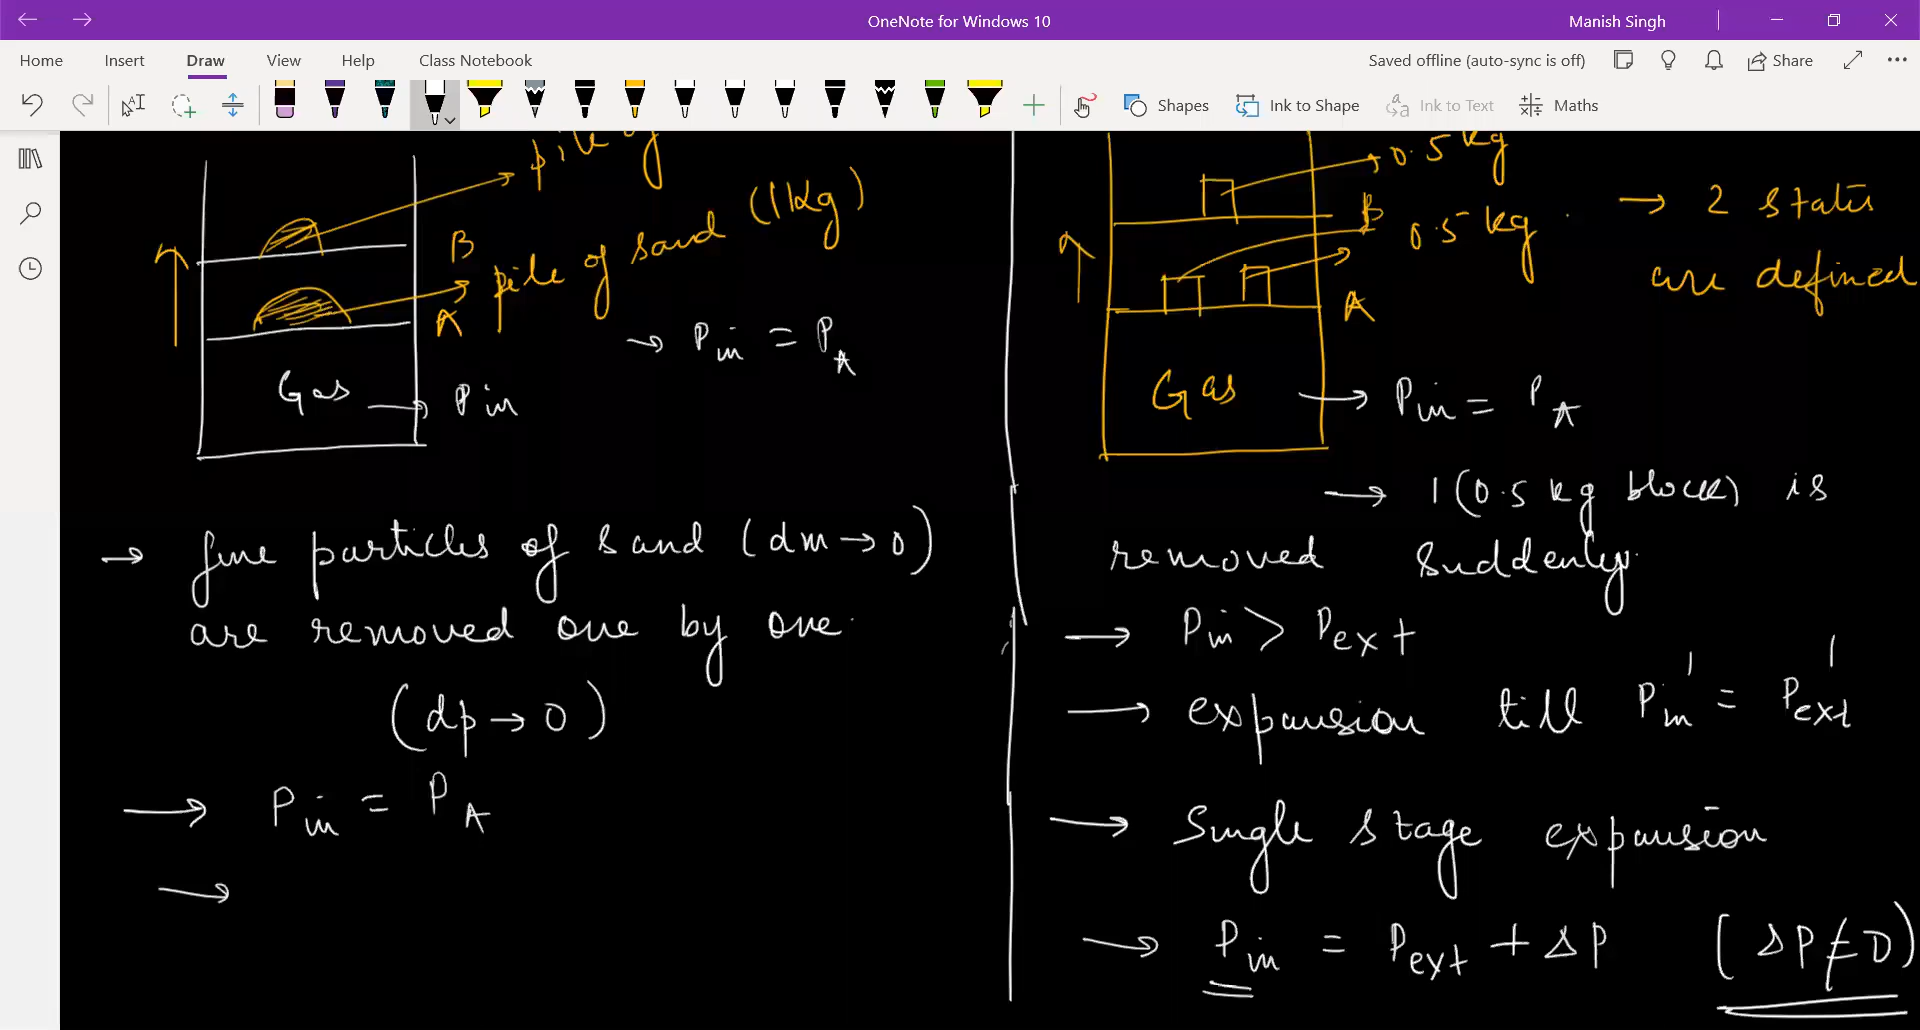 OneNote for Windows 10
Manish Singh
Home Insert Draw View Help Class Notebook
Saved offline (auto-sync is off) Share
Shapes Ink to Shape Ink to Text Maths
pile of
B
pile of sand (1kg)
A
→ Pin = PA
Gas → Pin
→ fine particles of sand (dm→0)
are removed one by one.
(dp→0)
→ Pin = PA
→
0.5 kg
B
0.5 kg.
→ 2 states
are defined
A
Gas → Pin = PA
→ 1 (0.5 kg block) is
removed suddenly.
→ Pin > Pext
→ expansion till Pin' = Pext'
→ Single stage expansion
→ Pin = Pext + ΔP (ΔP≠0)